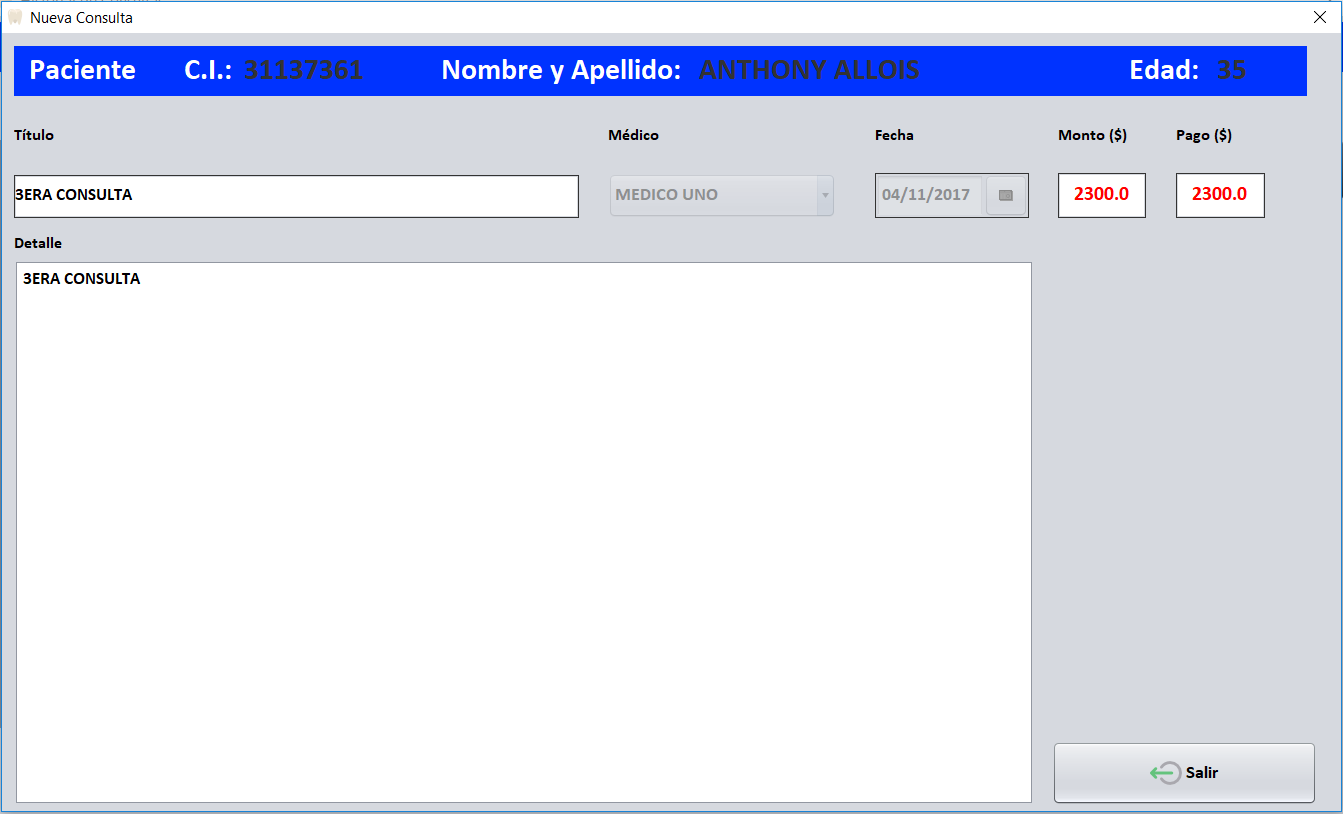 Nueva Consulta
Paciente C.I.: 31137361 Nombre y Apellido: ANTHONY ALLOIS Edad: 35
Título Médico Fecha Monto ($) Pago ($)
3ERA CONSULTA MEDICO UNO 04/11/2017 2300.0 2300.0
Detalle
3ERA CONSULTA
Salir